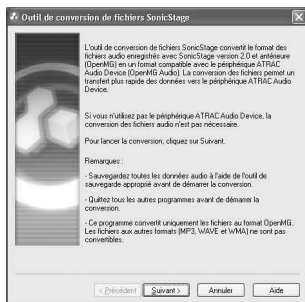 Outil de conversion de fichiers SonicStage
L'outil de conversion de fichiers SonicStage convertit le format des
fichiers audio enregistrés avec SonicStage version 2.0 et antérieure
(OpenMG) en un format compatible avec le périphérique ATRAC
Audio Device (OpenMG Audio). La conversion des fichiers permet un
transfert plus rapide des données vers le périphérique ATRAC Audio
Device.
Si vous n'utilisez pas le périphérique ATRAC Audio Device, la
conversion des fichiers audio n'est pas nécessaire.
Pour lancer la conversion, cliquez sur Suivant.
Remarques :
- Sauvegardez toutes les données audio à l'aide de l'outil de
sauvegarde approprié avant de démarrer la conversion.
- Quittez tous les autres programmes avant de démarrer la
conversion.
- Ce programme convertit uniquement les fichiers au format OpenMG.
Les fichiers aux autres formats (MP3, WAVE et WMA) ne sont pas
convertibles.
< Précédent
Suivant >
Annuler
Aide